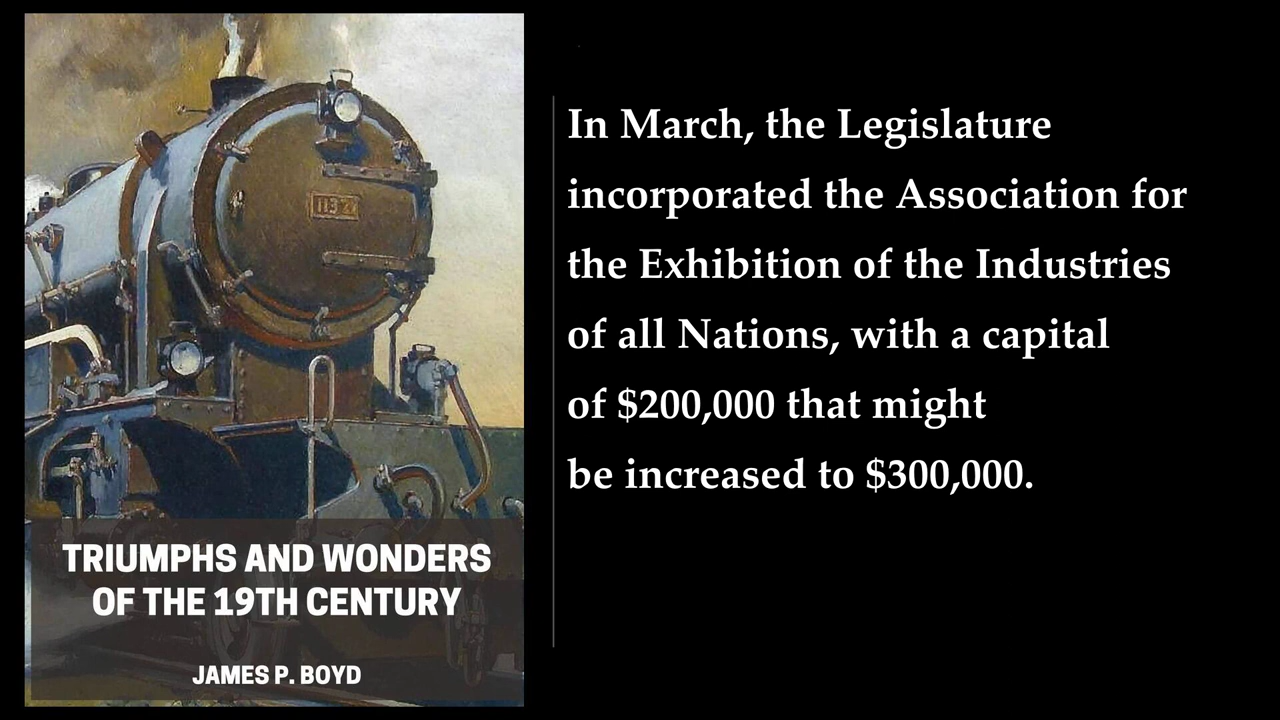 TRIUMPHS AND WONDERS
OF THE 19TH CENTURY
JAMES P. BOYD
In March, the Legislature
incorporated the Association for
the Exhibition of the Industries
of all Nations, with a capital
of $200,000 that might
be increased to $300,000.